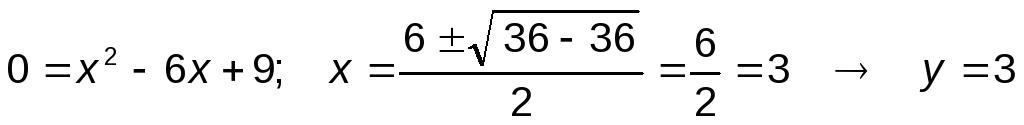 0 = x² - 6x + 9; x = (6 ± √(36 - 36))/2 = 6/2 = 3 → y = 3